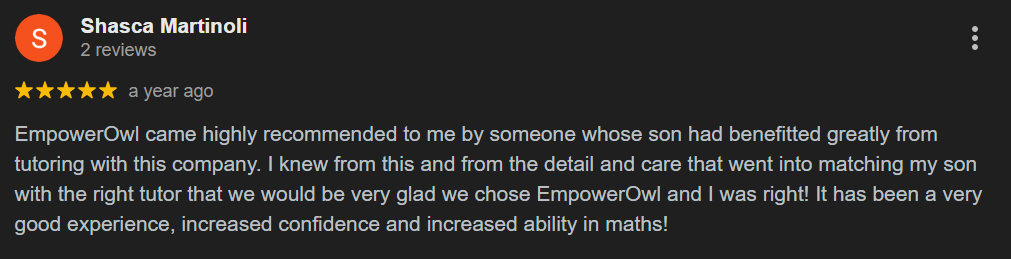 S
Shasca Martinoli
2 reviews
a year ago
EmpowerOwl came highly recommended to me by someone whose son had benefitted greatly from
tutoring with this company. I knew from this and from the detail and care that went into matching my son
with the right tutor that we would be very glad we chose EmpowerOwl and I was right! It has been a very
good experience, increased confidence and increased ability in maths!